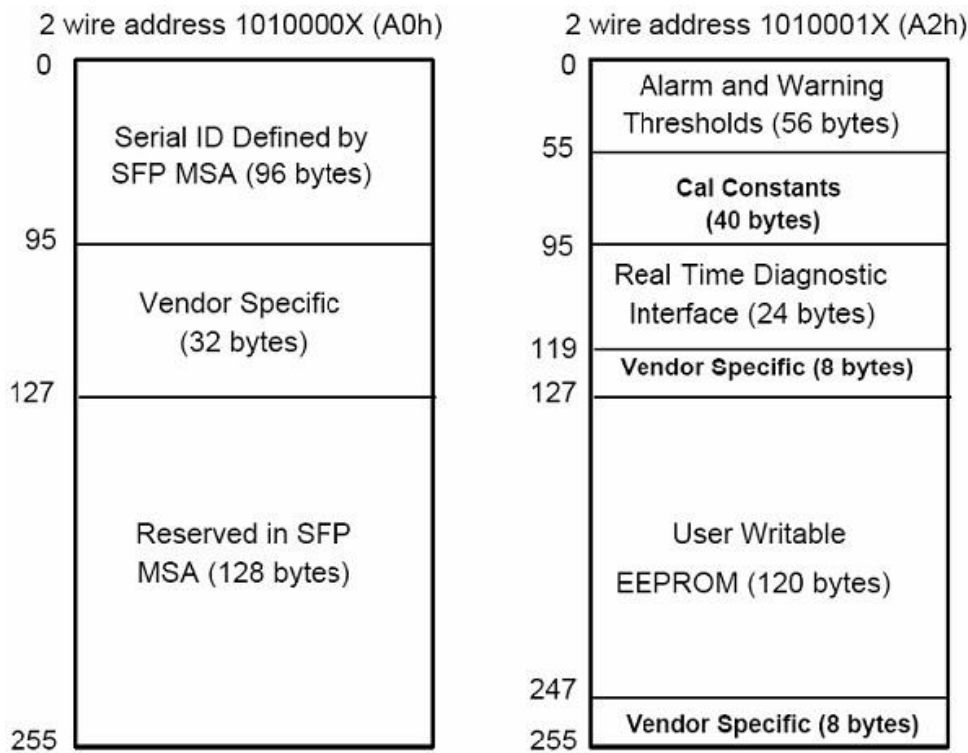 2 wire address 1010000X (A0h)
0
Serial ID Defined by
SFP MSA (96 bytes)
95
Vendor Specific
(32 bytes)
127
Reserved in SFP
MSA (128 bytes)
255
2 wire address 1010001X (A2h)
0
Alarm and Warning
Thresholds (56 bytes)
55
Cal Constants
(40 bytes)
95
Real Time Diagnostic
Interface (24 bytes)
119
Vendor Specific (8 bytes)
127
User Writable
EEPROM (120 bytes)
247
Vendor Specific (8 bytes)
255